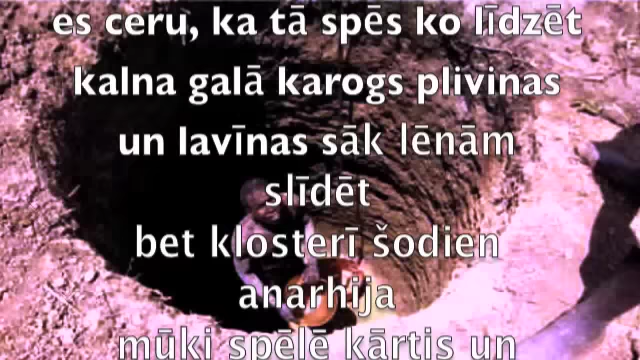 es ceru, ka tā spēs ko līdzēt
kalna galā karogs plivinas
un lavīnas sāk lēnām
slīdēt
bet klosterī šodien
anarhija
mūki spēlē kārtis un